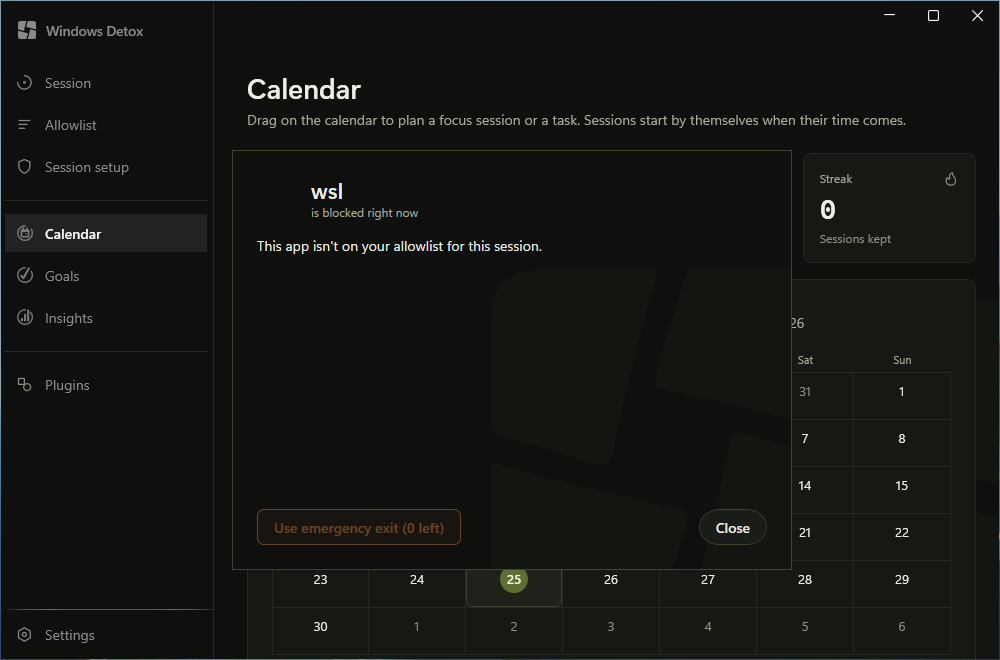 Windows Detox
Session
Allowlist
Session setup
Calendar
Goals
Insights
Plugins
Settings
Calendar
Drag on the calendar to plan a focus session or a task. Sessions start by themselves when their time comes.
wsl
is blocked right now
This app isn't on your allowlist for this session.
Use emergency exit (0 left)
Close
Streak
0
Sessions kept
26
Sat Sun
31 1
7 8
14 15
21 22
23 24 25 26 27 28 29
30 1 2 3 4 5 6